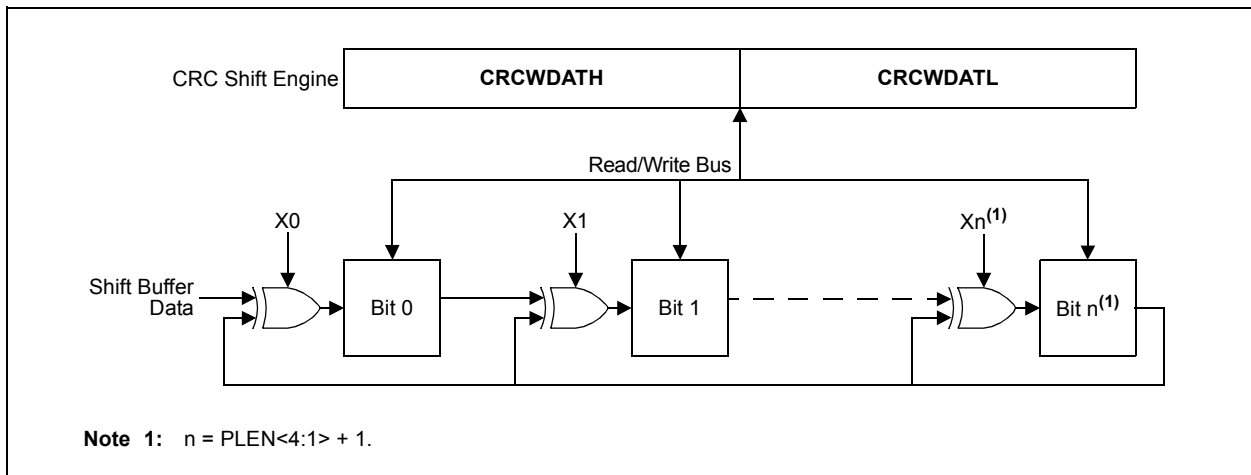 CRC Shift Engine
CRCWDATH
CRCWDATL
Read/Write Bus
X0
X1
Xn(1)
Shift Buffer
Data
Bit 0
Bit 1
Bit n(1)
Note 1: n = PLEN<4:1> + 1.